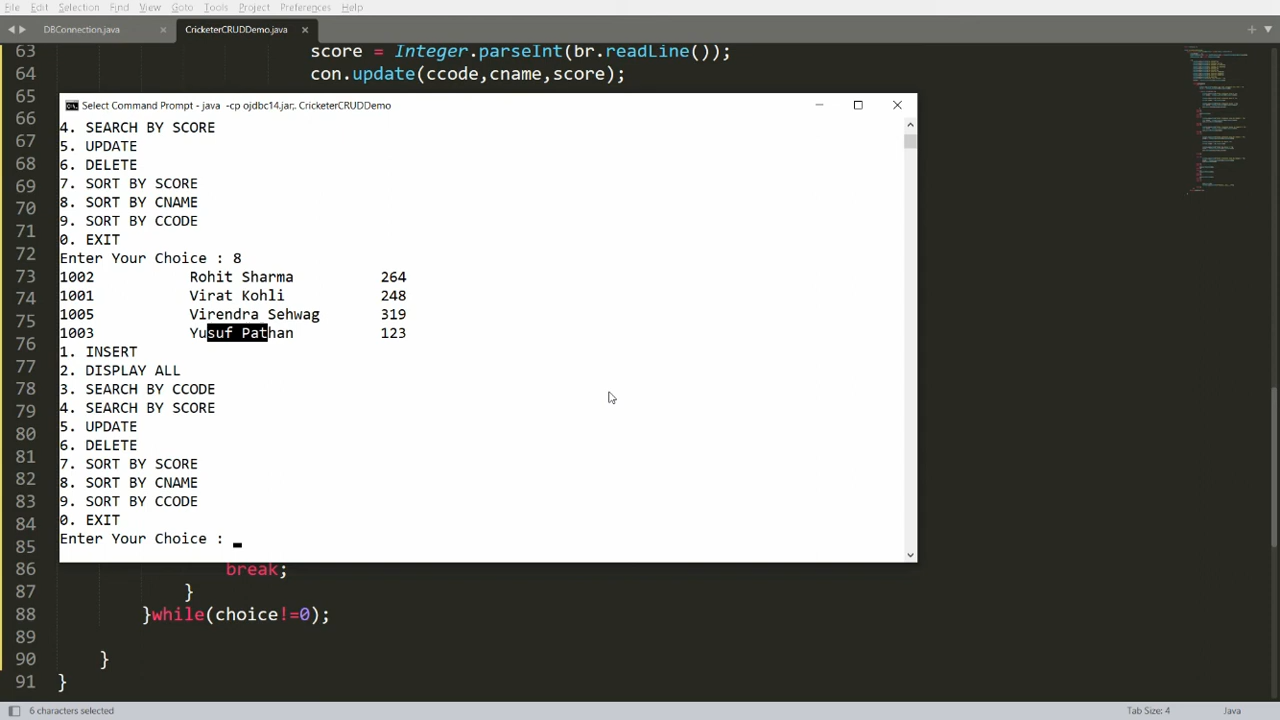 File Edit Selection Find View Goto Tools Project Preferences Help
DBConnection.java CricketerCRUDDemo.java
63 score = Integer.parseInt(br.readLine());
64 con.update(ccode,cname,score);
65
Select Command Prompt - java -cp ojdbc14.jar;. CricketerCRUDDemo
66
4. SEARCH BY SCORE
67
5. UPDATE
68
6. DELETE
69
7. SORT BY SCORE
70
8. SORT BY CNAME
71
9. SORT BY CCODE
0. EXIT
72
Enter Your Choice : 8
73
1002 Rohit Sharma 264
74
1001 Virat Kohli 248
75
1005 Virendra Sehwag 319
76
1003 Yusuf Pathan 123
1. INSERT
77
2. DISPLAY ALL
78
3. SEARCH BY CCODE
79
4. SEARCH BY SCORE
80
5. UPDATE
81
6. DELETE
82
7. SORT BY SCORE
8. SORT BY CNAME
83
9. SORT BY CCODE
84
0. EXIT
85
Enter Your Choice :
86 break;
87 }
88 }while(choice!=0);
89
90 }
91 }
6 characters selected Tab Size: 4 Java